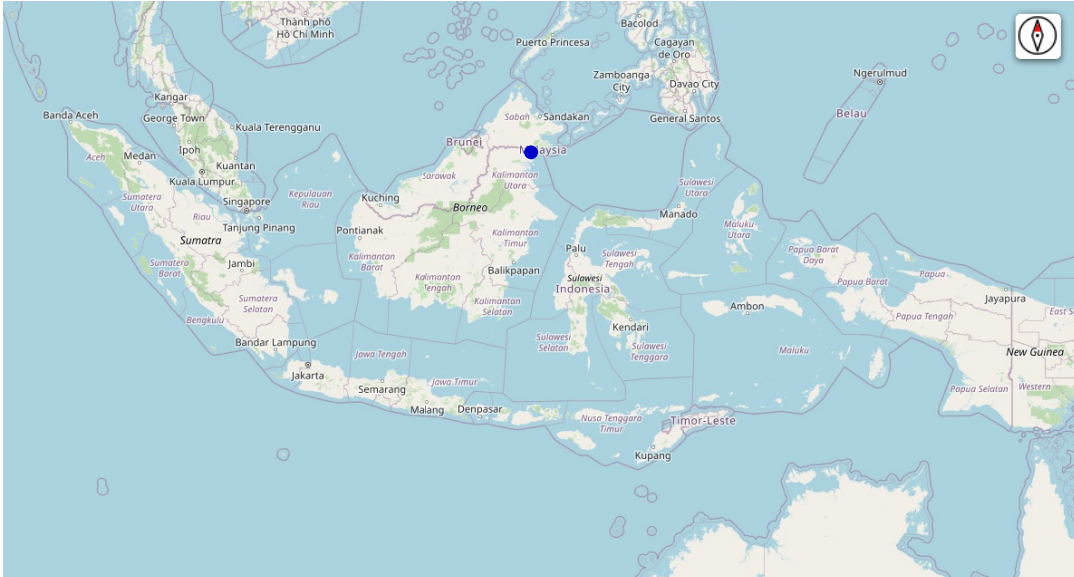 Thành phố
Hồ Chí Minh
Bacolod
Puerto Princesa
Cagayan
de Oro
Zamboanga
City
Davao City
Ngerulmud
General Santos
Belau
Kangar
George Town
Kuala Terengganu
Banda Aceh
Aceh
Medan
Ipoh
Kuantan
Kuala Lumpur
Sabah
Sandakan
Brunei
Sarawak
Kalimantan
Utara
Kepulauan
Riau
Singapore
Kuching
Borneo
Sumatera
Utara
Riau
Tanjung Pinang
Pontianak
Sumatra
Kalimantan
Timur
Sulawesi
Utara
Manado
Maluku
Utara
Papua Barat
Daya
Papua Barat
Papua
Jayapura
Papua Tengah
East S
Sumatera
Barat
Jambi
Kalimantan
Barat
Kalimantan
Tengah
Balikpapan
Palu
Sulawesi
Tengah
Sulawesi
Indonesia
Sumatera
Selatan
Bengkulu
Kalimantan
Selatan
Kendari
Ambon
Bandar Lampung
Sulawesi
Selatan
Sulawesi
Tenggara
Maluku
New Guinea
Jakarta
Jawa Tengah
Semarang
Jawa Timur
Malang
Denpasar
Nusa Tenggara
Timur
Timor-Leste
Kupang
Papua Selatan
Western